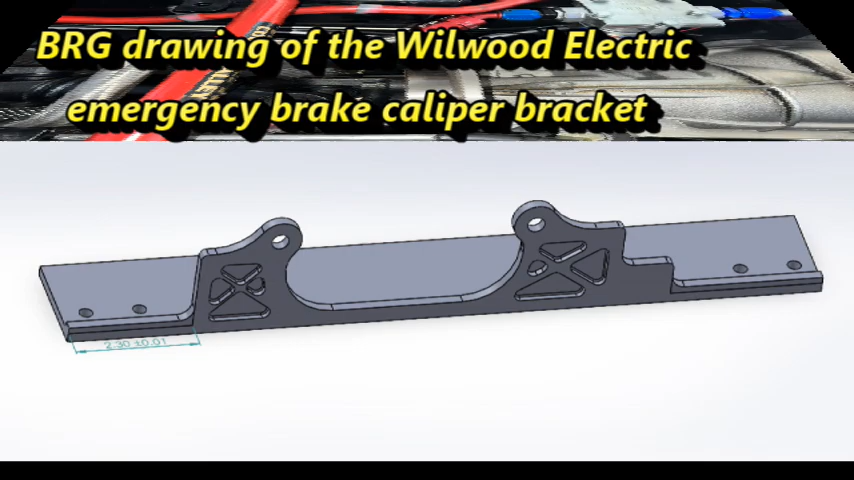 BRG drawing of the Wilwood Electric
emergency brake caliper bracket
2.30 ±0.01